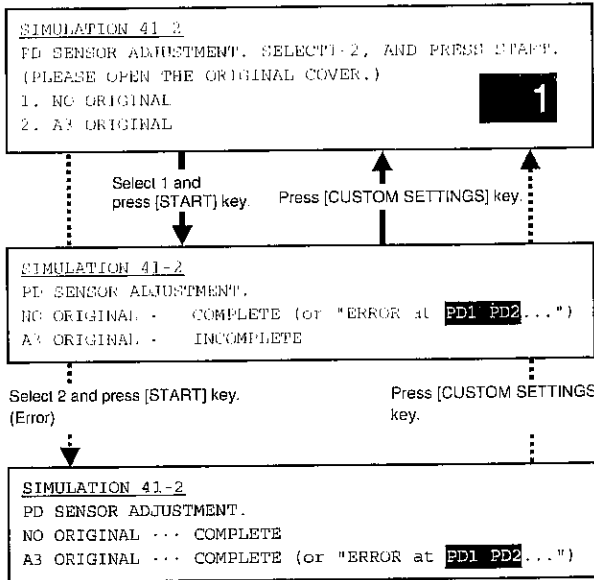 SIMULATION 41-2
PD SENSOR ADJUSTMENT. SELECT1-2, AND PRESS START.
(PLEASE OPEN THE ORIGINAL COVER.)
1. NO ORIGINAL
1
2. A3 ORIGINAL
Select 1 and
press [START] key.
Press [CUSTOM SETTINGS] key.
SIMULATION 41-2
PD SENSOR ADJUSTMENT.
NO ORIGINAL - COMPLETE (or "ERROR at PD1 PD2...")
A3 ORIGINAL - INCOMPLETE
Select 2 and press [START] key.
(Error)
Press [CUSTOM SETTINGS
key.
SIMULATION 41-2
PD SENSOR ADJUSTMENT.
NO ORIGINAL ··· COMPLETE
A3 ORIGINAL ··· COMPLETE (or "ERROR at PD1 PD2...")